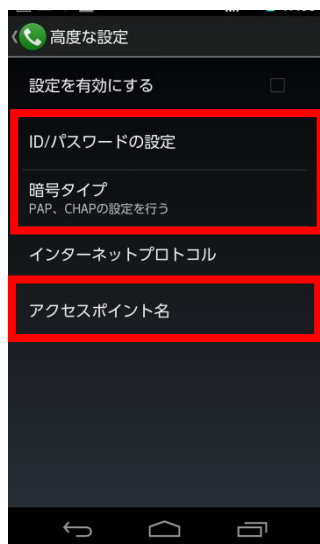 高度な設定
設定を有効にする
ID/パスワードの設定
暗号タイプ
PAP、CHAPの設定を行う
インターネットプロトコル
アクセスポイント名